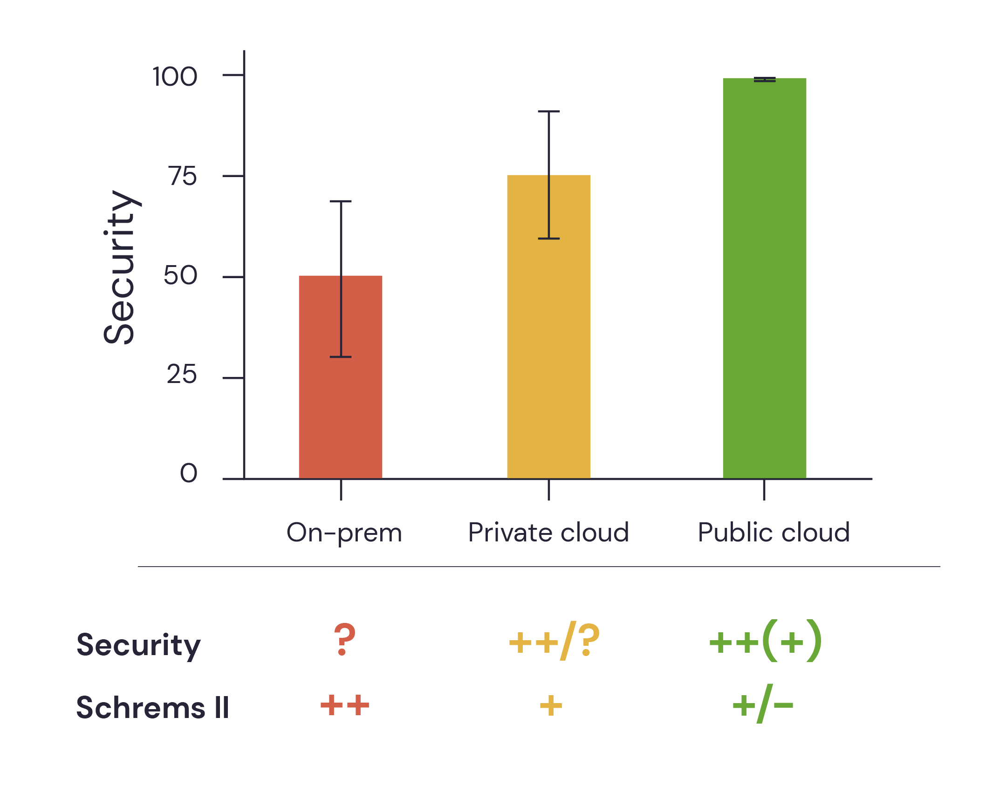 100
75
50
25
0
Security
On-prem Private cloud Public cloud
Security ? ++/? ++(+)
Schrems II ++ + +/-